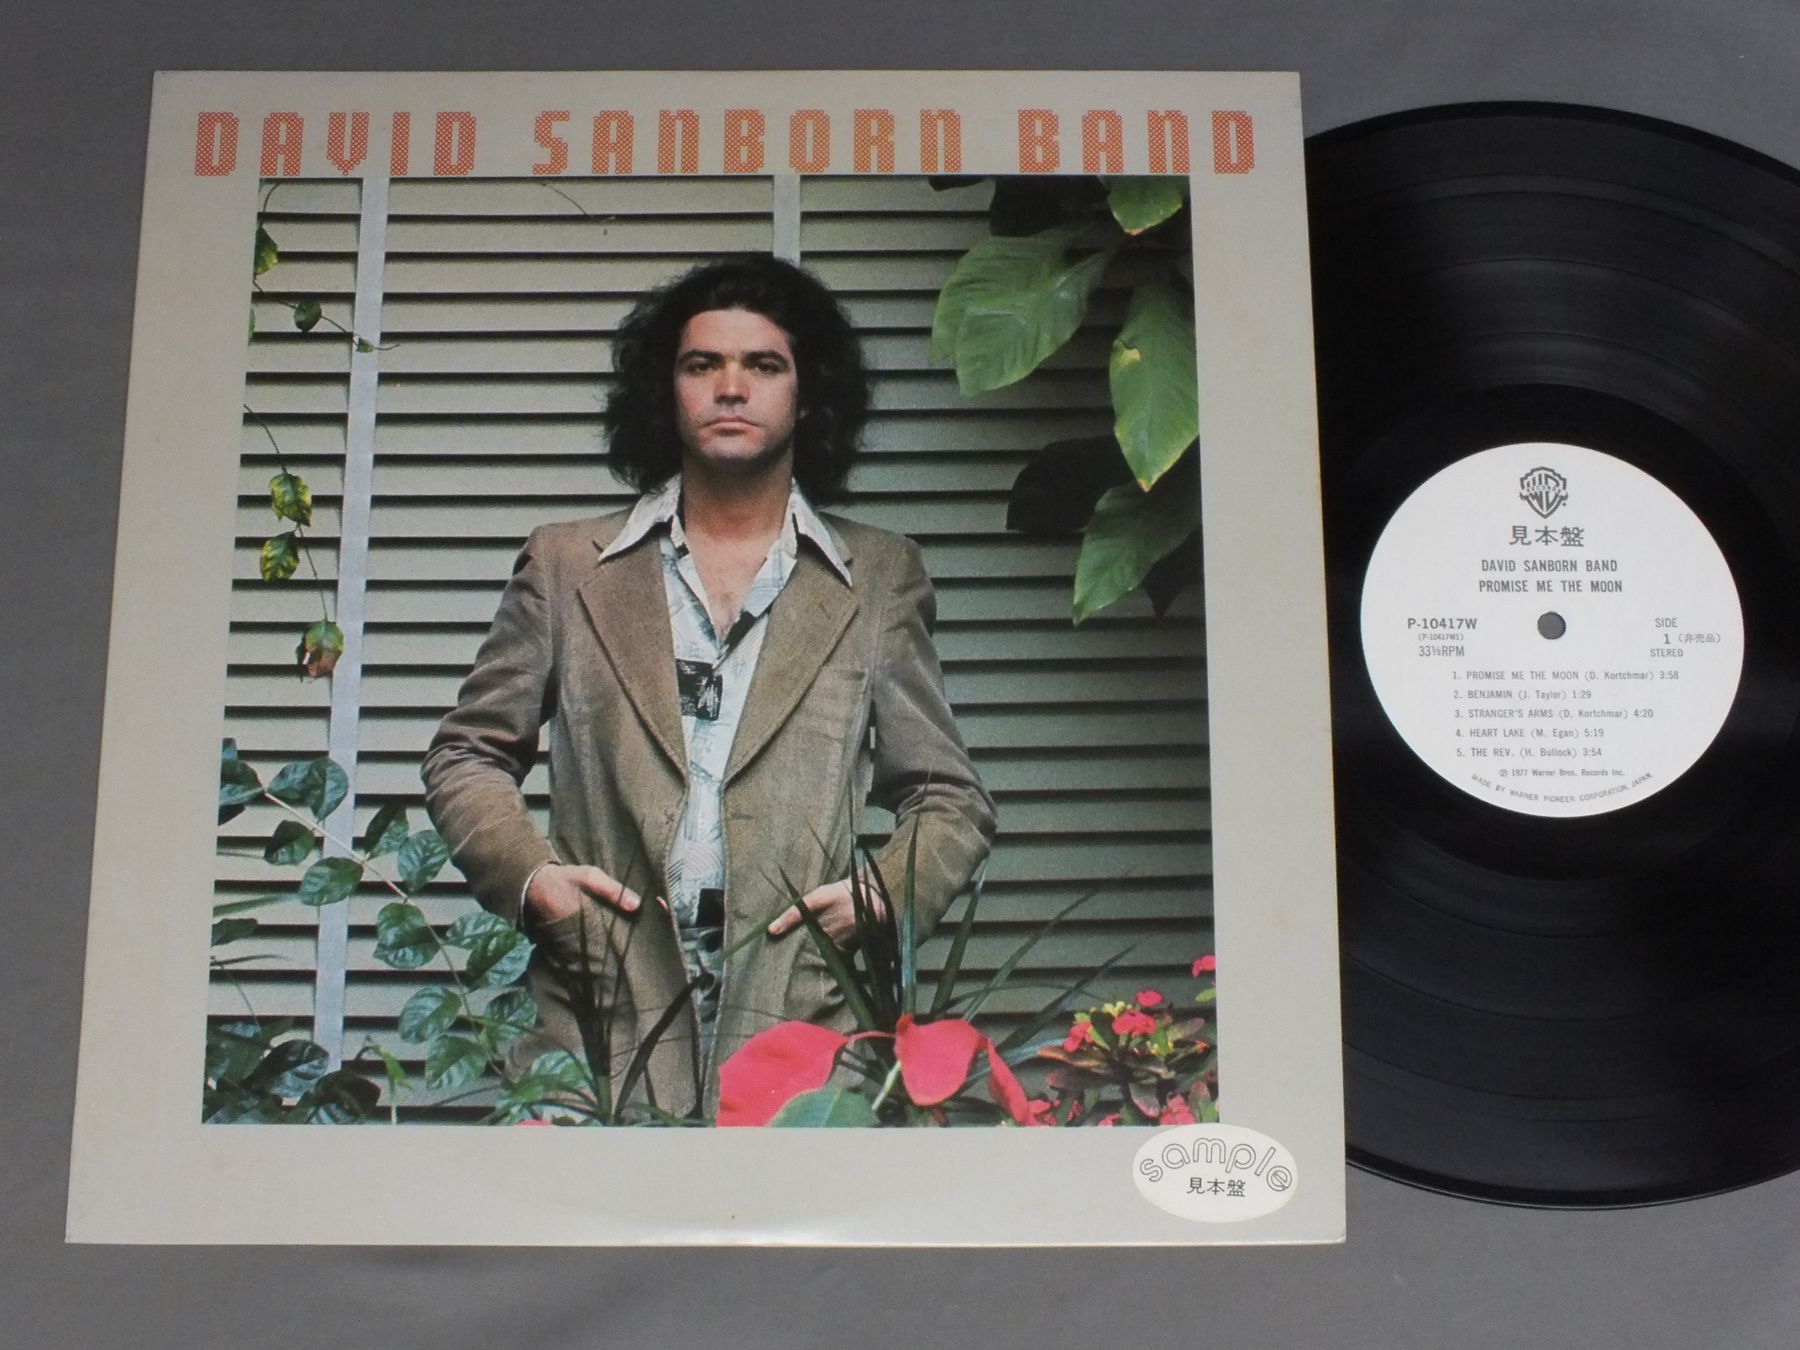 DAVID SANBORN BAND
sample
見本盤
WB
RECORDS
見本盤
DAVID SANBORN BAND
PROMISE ME THE MOON
P-10417W
(P-10417W1)
33⅓RPM
SIDE
1 (非売品)
STEREO
1. PROMISE ME THE MOON (D. Kortchmar) 3:58
2. BENJAMIN (J. Taylor) 1:29
3. STRANGER'S ARMS (D. Kortchmar) 4:20
4. HEART LAKE (M. Egan) 5:19
5. THE REV. (H. Bullock) 3:54
℗ 1977 Warner Bros. Records Inc.
MADE BY WARNER PIONEER CORPORATION, JAPAN.